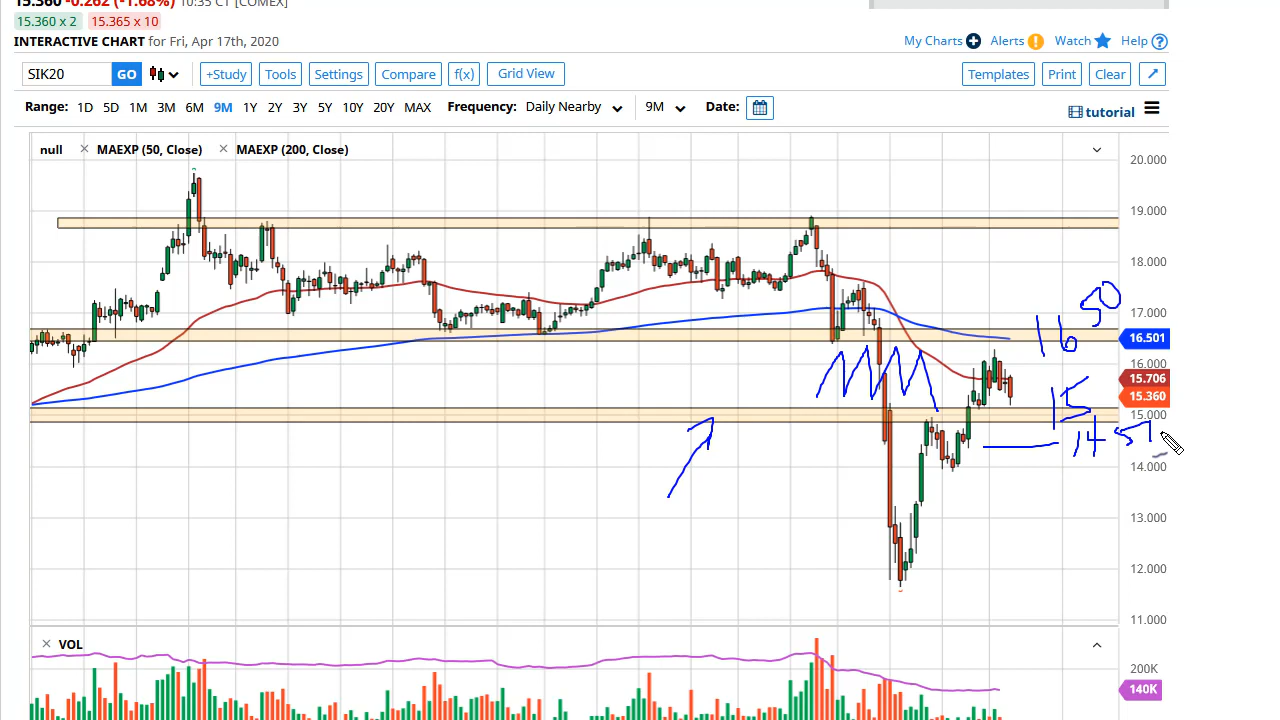 15.360 -0.262 (-1.68%) 10:35 CT [COMEX]
15.360 x 2 15.365 x 10
INTERACTIVE CHART for Fri, Apr 17th, 2020
My Charts Alerts Watch Help
SIK20 GO +Study Tools Settings Compare f(x) Grid View Templates Print Clear
Range: 1D 5D 1M 3M 6M 9M 1Y 2Y 3Y 5Y 10Y 20Y MAX Frequency: Daily Nearby 9M Date: tutorial
null MAEXP (50, Close) MAEXP (200, Close)
20.000
19.000
18.000
17.000
16 50
16.501
16.000
15.706
15.360
15
15.000
14
14.000
13.000
12.000
11.000
VOL
200K
140K